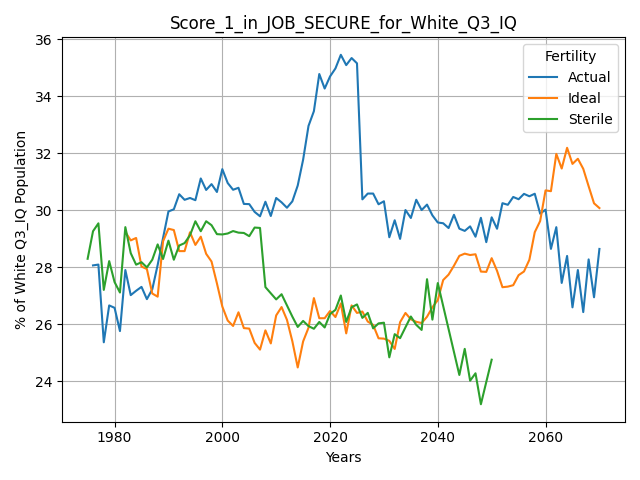 Score_1_in_JOB_SECURE_for_White_Q3_IQ
% of White Q3_IQ Population
36
34
32
30
28
26
24
Fertility
Actual
Ideal
Sterile
1980 2000 2020 2040 2060
Years